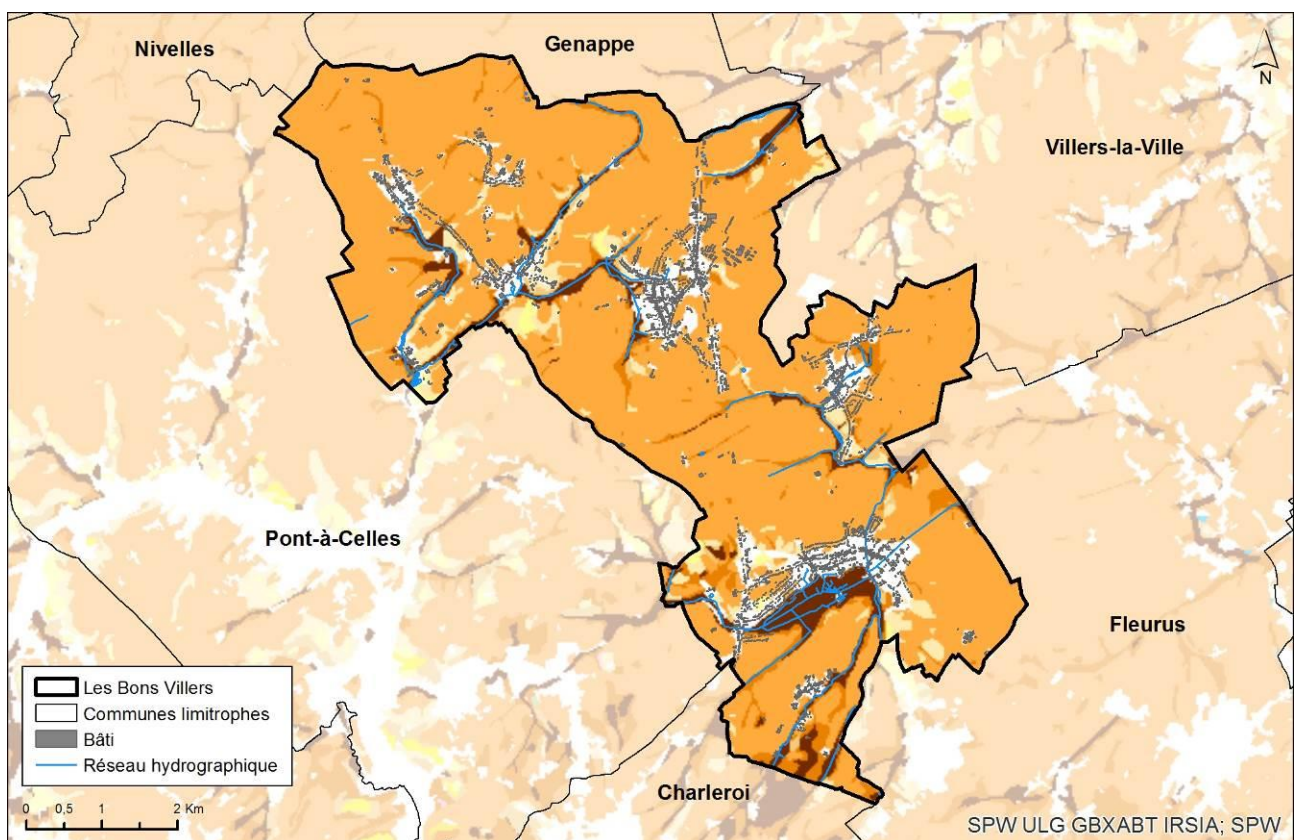 Nivelles
Genappe
N
Villers-la-Ville
Pont-à-Celles
Fleurus
Charleroi
Les Bons Villers
Communes limitrophes
Bâti
Réseau hydrographique
0 0,5 1 2 Km
SPW ULG GBXABT IRSIA; SPW